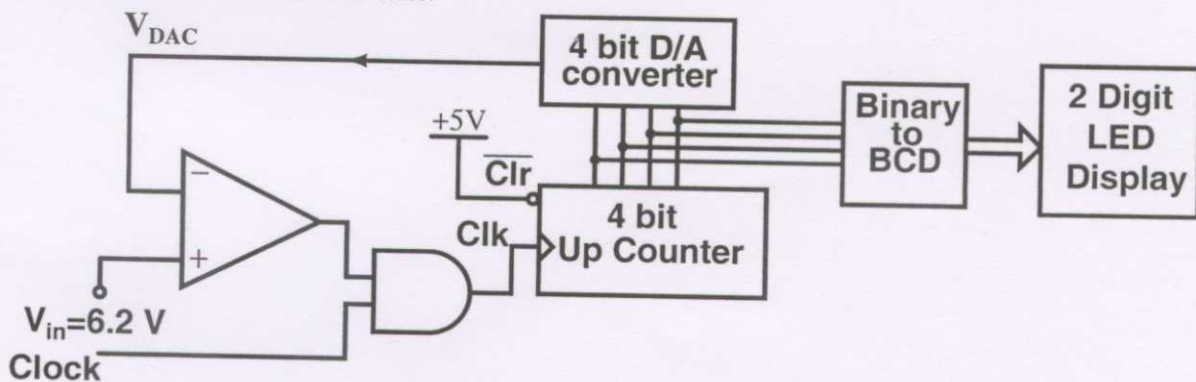 V_DAC
4 bit D/A
converter
+5V
Clr
Binary
to
BCD
2 Digit
LED
Display
−
+
Clk
4 bit
Up Counter
V_in=6.2 V
Clock